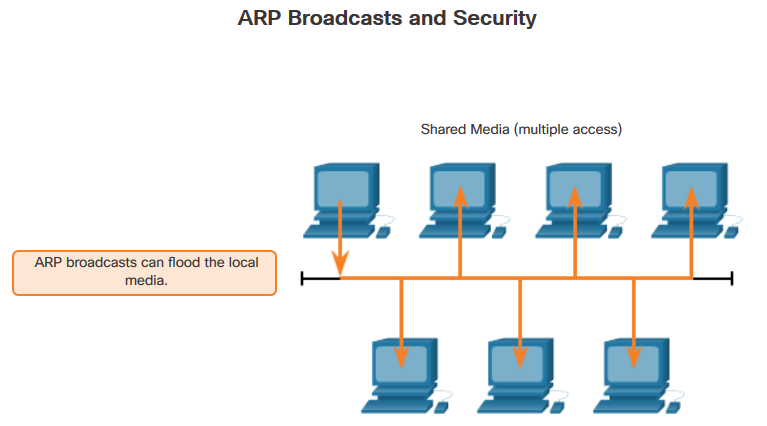 ARP Broadcasts and Security
Shared Media (multiple access)
ARP broadcasts can flood the local
media.